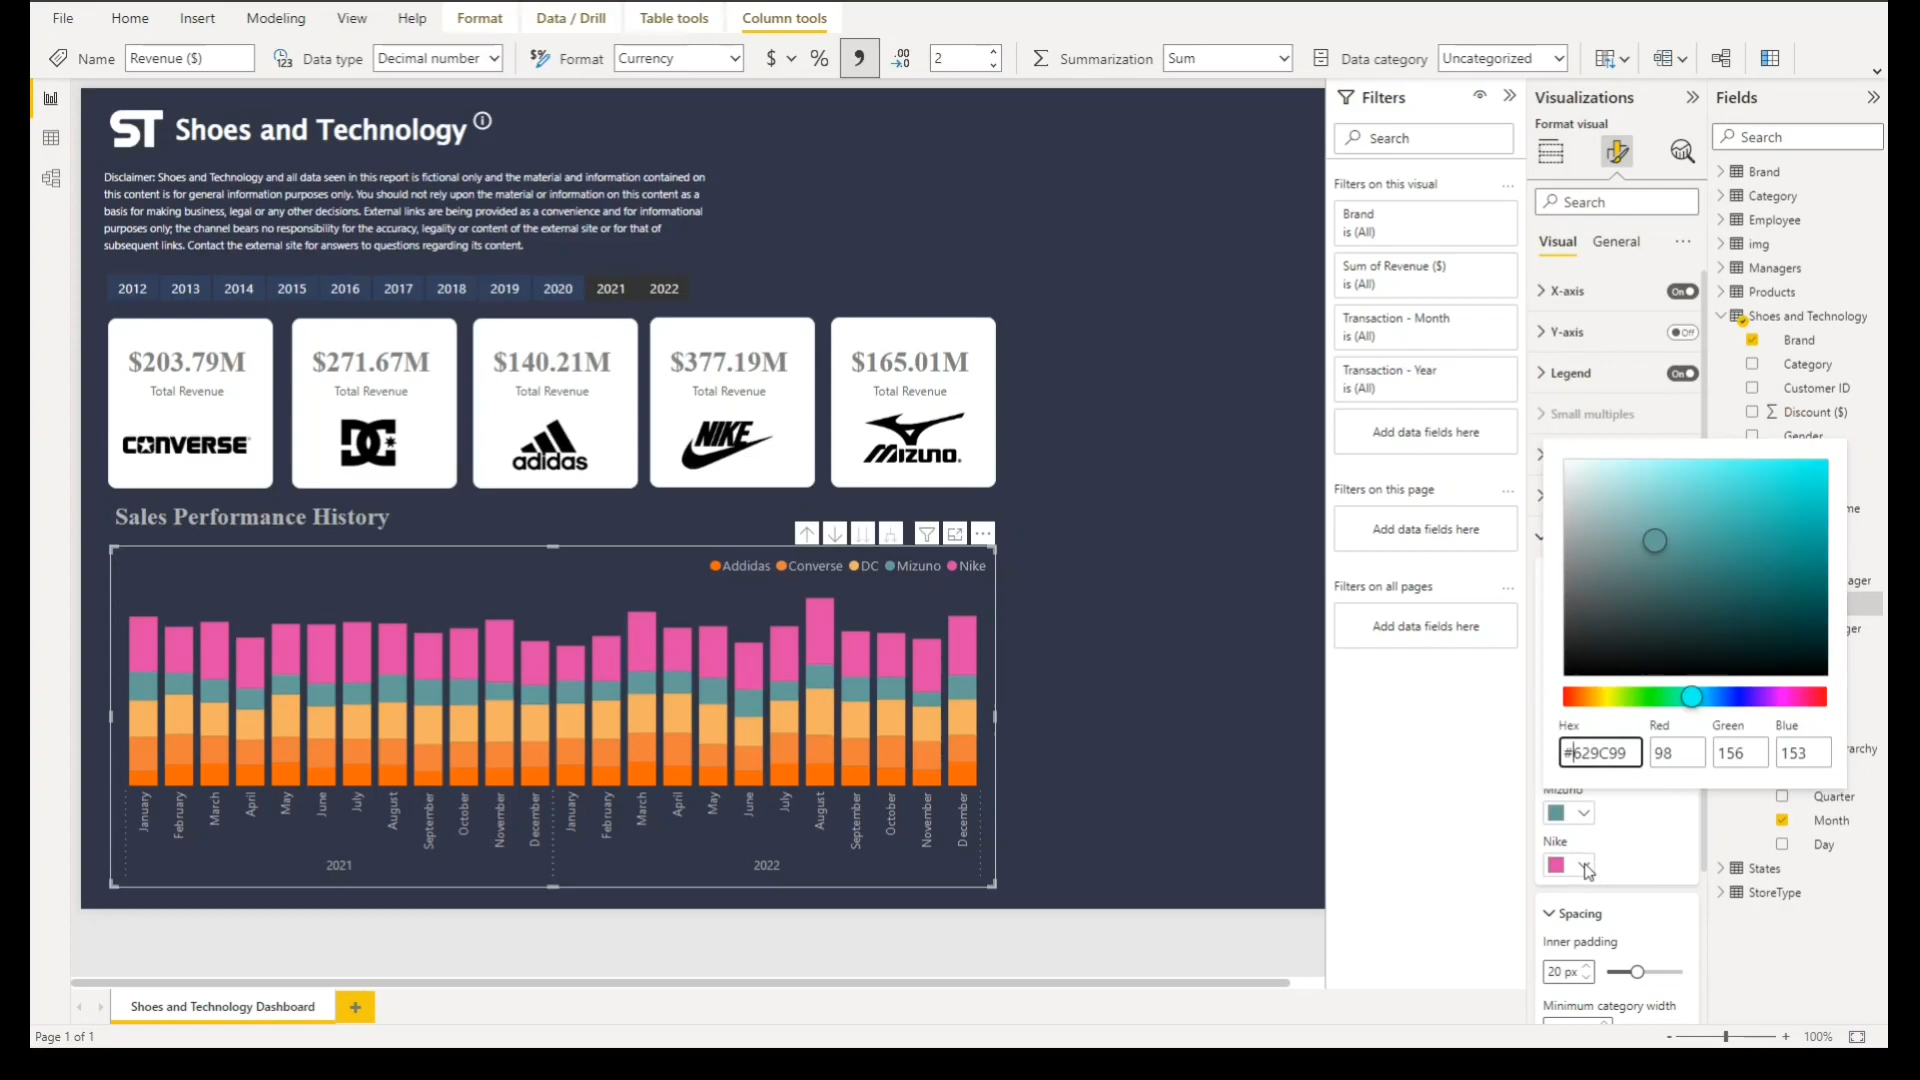 File Home Insert Modeling View Help Format Data / Drill Table tools Column tools
Name Revenue ($) Data type Decimal number Format Currency $ % 9 .00 2 Summarization Sum Data category Uncategorized
ST Shoes and Technology
Disclaimer: Shoes and Technology and all data seen in this report is fictional only and the material and information contained on
this content is for general information purposes only. You should not rely upon the material or information on this content as a
basis for making business, legal or any other decisions. External links are being provided as a convenience and for informational
purposes only; the channel bears no responsibility for the accuracy, legality or content of the external site or for that of
subsequent links. Contact the external site for answers to questions regarding its content.
2012 2013 2014 2015 2016 2017 2018 2019 2020 2021 2022
$203.79M $271.67M $140.21M $377.19M $165.01M
Total Revenue Total Revenue Total Revenue Total Revenue Total Revenue
CONVERSE DC adidas NIKE MIZUNO.
Sales Performance History
Addidas Converse DC Mizuno Nike
January February March April May June July August September October November December January February March April May June July August September October November December
2021 2022
Shoes and Technology Dashboard +
Page 1 of 1
Filters
Search
Filters on this visual ...
Brand
is (All)
Sum of Revenue ($)
is (All)
Transaction - Month
is (All)
Transaction - Year
is (All)
Add data fields here
Filters on this page ...
Add data fields here
Filters on all pages ...
Add data fields here
Visualizations
Format visual
Search
Visual General ...
X-axis On
Y-axis Off
Legend On
Small multiples
Hex Red Green Blue
#629C99 98 156 153
Mizuno
Nike
Spacing
Inner padding
20 px
Minimum category width
Fields
Search
Brand
Category
Employee
img
Managers
Products
Shoes and Technology
Brand
Category
Customer ID
Discount ($)
Gender
me
ager
ger
archy
Quarter
Month
Day
States
StoreType
- + 100%